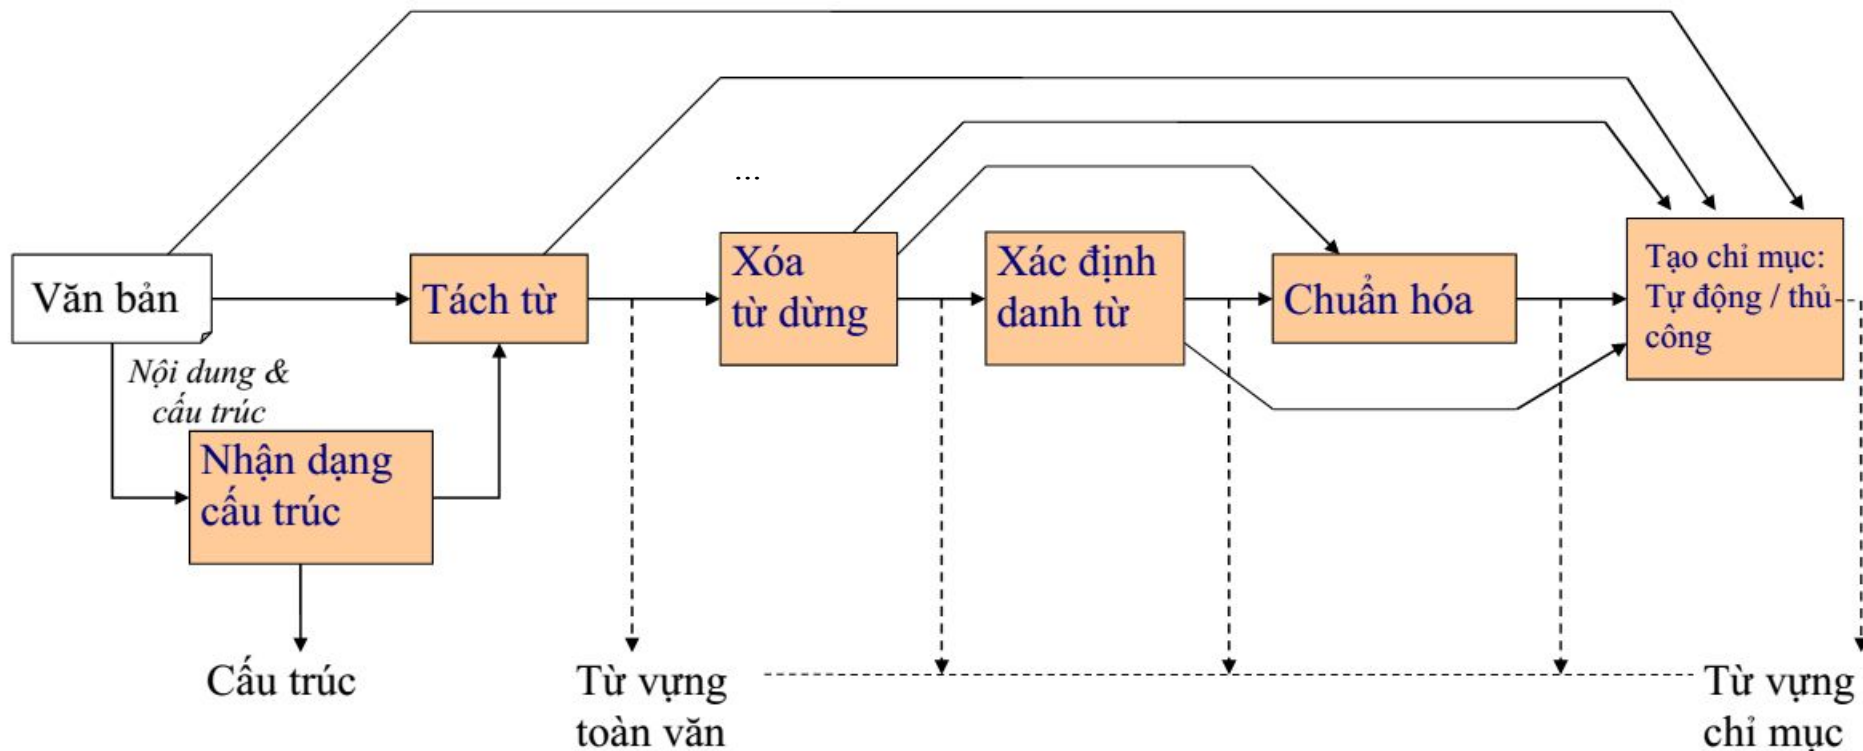 ...
Văn bản
Tách từ
Xóa
từ dừng
Xác định
danh từ
Chuẩn hóa
Tạo chỉ mục:
Tự động / thủ
công
Nội dung &
cấu trúc
Nhận dạng
cấu trúc
Cấu trúc
Từ vựng
toàn văn
Từ vựng
chỉ mục